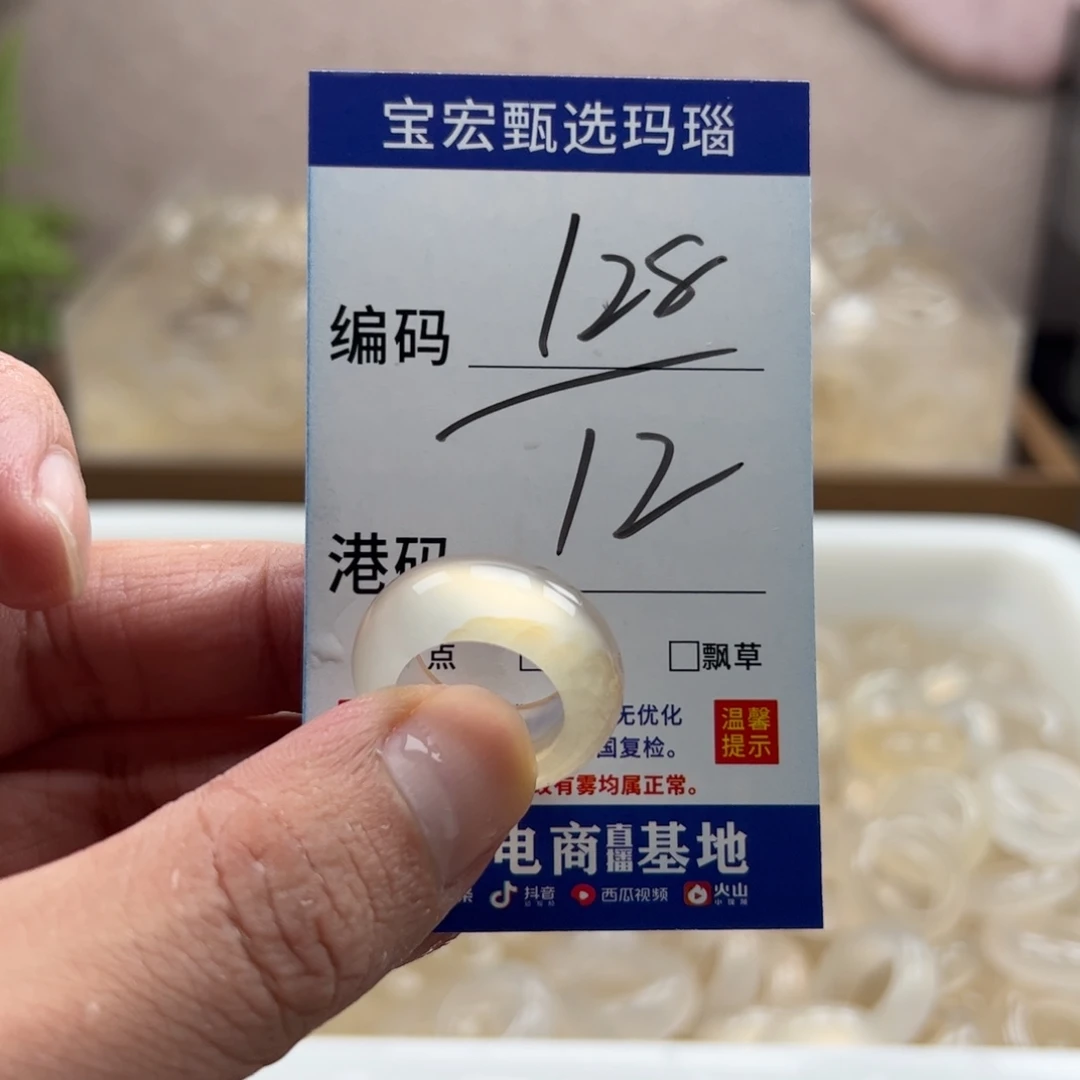 宝宏甄选玛瑙
编码 128
12
港码
点 飘草
无优化 温馨
国复检。 提示
有雾均属正常。
电商直播基地
抖音 西瓜视频 火山